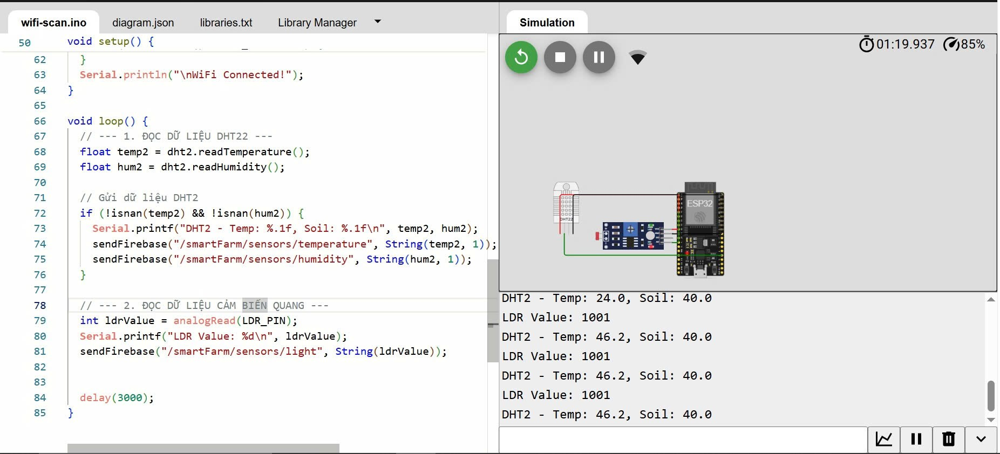 wifi-scan.ino diagram.json libraries.txt Library Manager
50 void setup() {
62 }
63 Serial.println("\nWiFi Connected!");
64 }
65
66 void loop() {
67 // --- 1. ĐỌC DỮ LIỆU DHT22 ---
68 float temp2 = dht2.readTemperature();
69 float hum2 = dht2.readHumidity();
70
71 // Gửi dữ liệu DHT2
72 if (!isnan(temp2) && !isnan(hum2)) {
73 Serial.printf("DHT2 - Temp: %.1f, Soil: %.1f\n", temp2, hum2);
74 sendFirebase("/smartFarm/sensors/temperature", String(temp2, 1));
75 sendFirebase("/smartFarm/sensors/humidity", String(hum2, 1));
76 }
77
78 // --- 2. ĐỌC DỮ LIỆU CẢM BIẾN QUANG ---
79 int ldrValue = analogRead(LDR_PIN);
80 Serial.printf("LDR Value: %d\n", ldrValue);
81 sendFirebase("/smartFarm/sensors/light", String(ldrValue));
82
83
84 delay(3000);
85 }
Simulation
01:19.937 85%
ESP32
DHT22
DHT2 - Temp: 24.0, Soil: 40.0
LDR Value: 1001
DHT2 - Temp: 46.2, Soil: 40.0
LDR Value: 1001
DHT2 - Temp: 46.2, Soil: 40.0
LDR Value: 1001
DHT2 - Temp: 46.2, Soil: 40.0